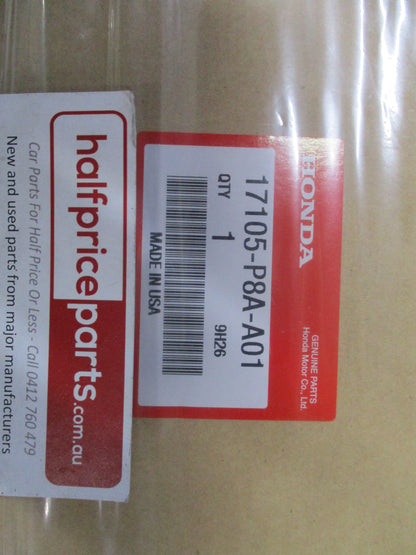 HONDA
GENUINE PARTS
Honda Motor Co., Ltd.
17105-P8A-A01
QTY 1
9H26
MADE IN USA
halfpriceparts.com.au
Car Parts For Half Price Or Less - Call 0412 760 479
New and used parts from major manufacturers